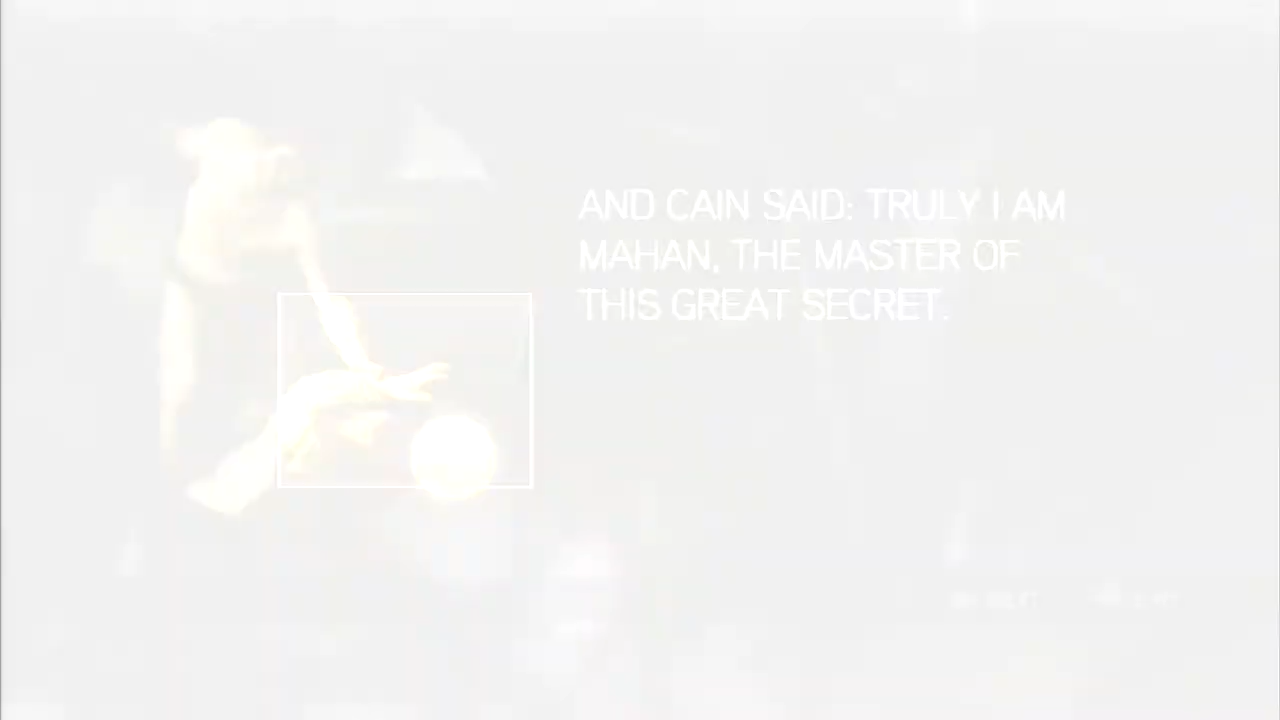 AND CAIN SAID: TRULY I AM
MAHAN, THE MASTER OF
THIS GREAT SECRET.